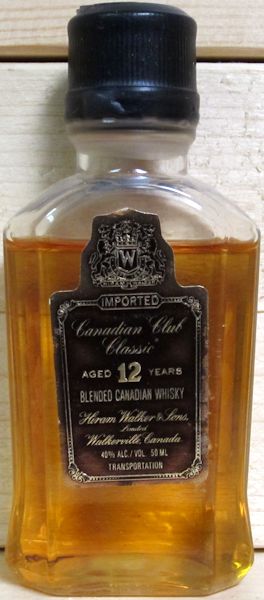 W
IMPORTED
Canadian Club
Classic
AGED 12 YEARS
BLENDED CANADIAN WHISKY
Hiram Walker & Sons,
Limited
Walkerville, Canada
40% ALC./VOL. 50 ML
TRANSPORTATION